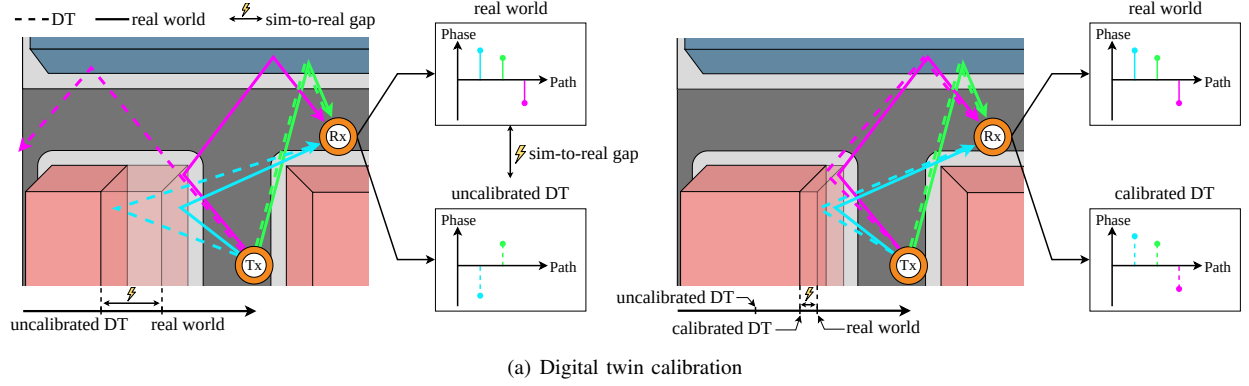 DT
real world
sim-to-real gap
real world
Phase
Path
Rx
Tx
sim-to-real gap
uncalibrated DT
Phase
Path
uncalibrated DT
real world
real world
Phase
Path
Rx
Tx
calibrated DT
Phase
Path
uncalibrated DT
calibrated DT
real world
(a) Digital twin calibration